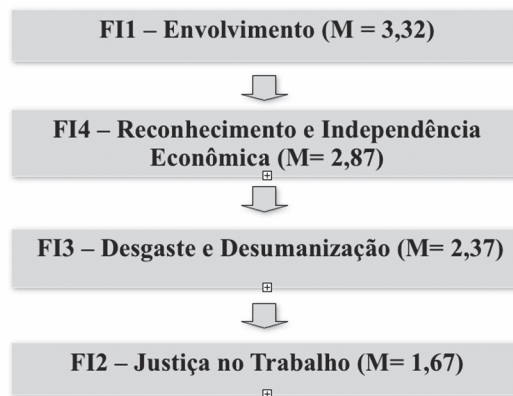 FI1 – Envolvimento (M = 3,32)
FI4 – Reconhecimento e Independência
Econômica (M= 2,87)
FI3 – Desgaste e Desumanização (M= 2,37)
FI2 – Justiça no Trabalho (M= 1,67)